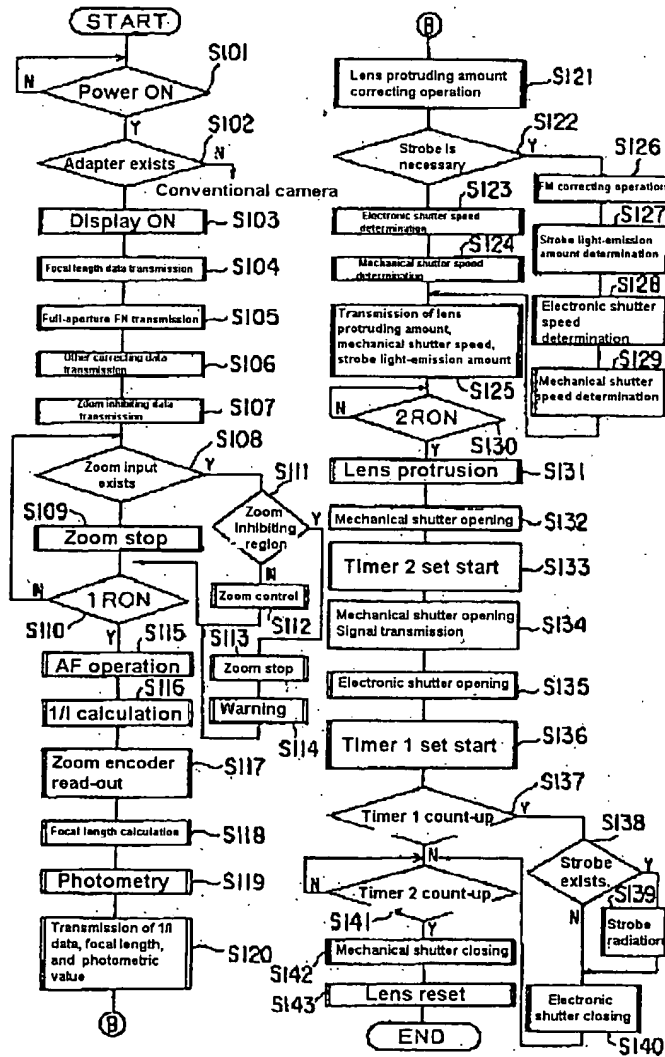 START
S101
N
Power ON
Y
S102
N
Adapter exists
Conventional camera
Display ON
S103
Focal length data transmission
S104
Full-aperture FN transmission
S105
Other correcting data
transmission
S106
Zoom inhibiting data
transmission
S107
S108
Zoom input
exists
Y
S111
S109
Zoom
Inhibiting
region
Y
Zoom stop
N
N
1 RON
Zoom control
S110
Y
S115
S112
S113
AF operation
Zoom stop
S116
1/I calculation
Warning
S114
Zoom encoder
read-out
S117
Focal length calculation
S118
Photometry
S119
Transmission of 1/I
data, focal length,
and photometric
value
S120
B
B
Lens protruding amount
correcting operation
S121
S122
Strobe is
necessary
Y
S126
S123
FM correcting operation
Electronic shutter speed
determination
S127
S124
Strobe light-emission
amount determination
Mechanical shutter speed
determination
S128
Transmission of lens
protruding amount,
mechanical shutter speed,
strobe light-emission amount
Electronic shutter
speed
determination
S129
S125
Mechanical shutter
speed determination
N
2 RON
S130
Y
Lens protrusion
S131
Mechanical shutter opening
S132
Timer 2 set start
S133
Mechanical shutter opening
Signal transmission
S134
Electronic shutter opening
S135
Timer 1 set start
S136
S137
Timer 1 count-up
Y
S138
N
Strobe
exists.
Y
S139
N
Timer 2 count-up
N
Strobe
radiation
S141
Y
Mechanical shutter closing
S142
Lens reset
Electronic
shutter closing
S143
END
S140